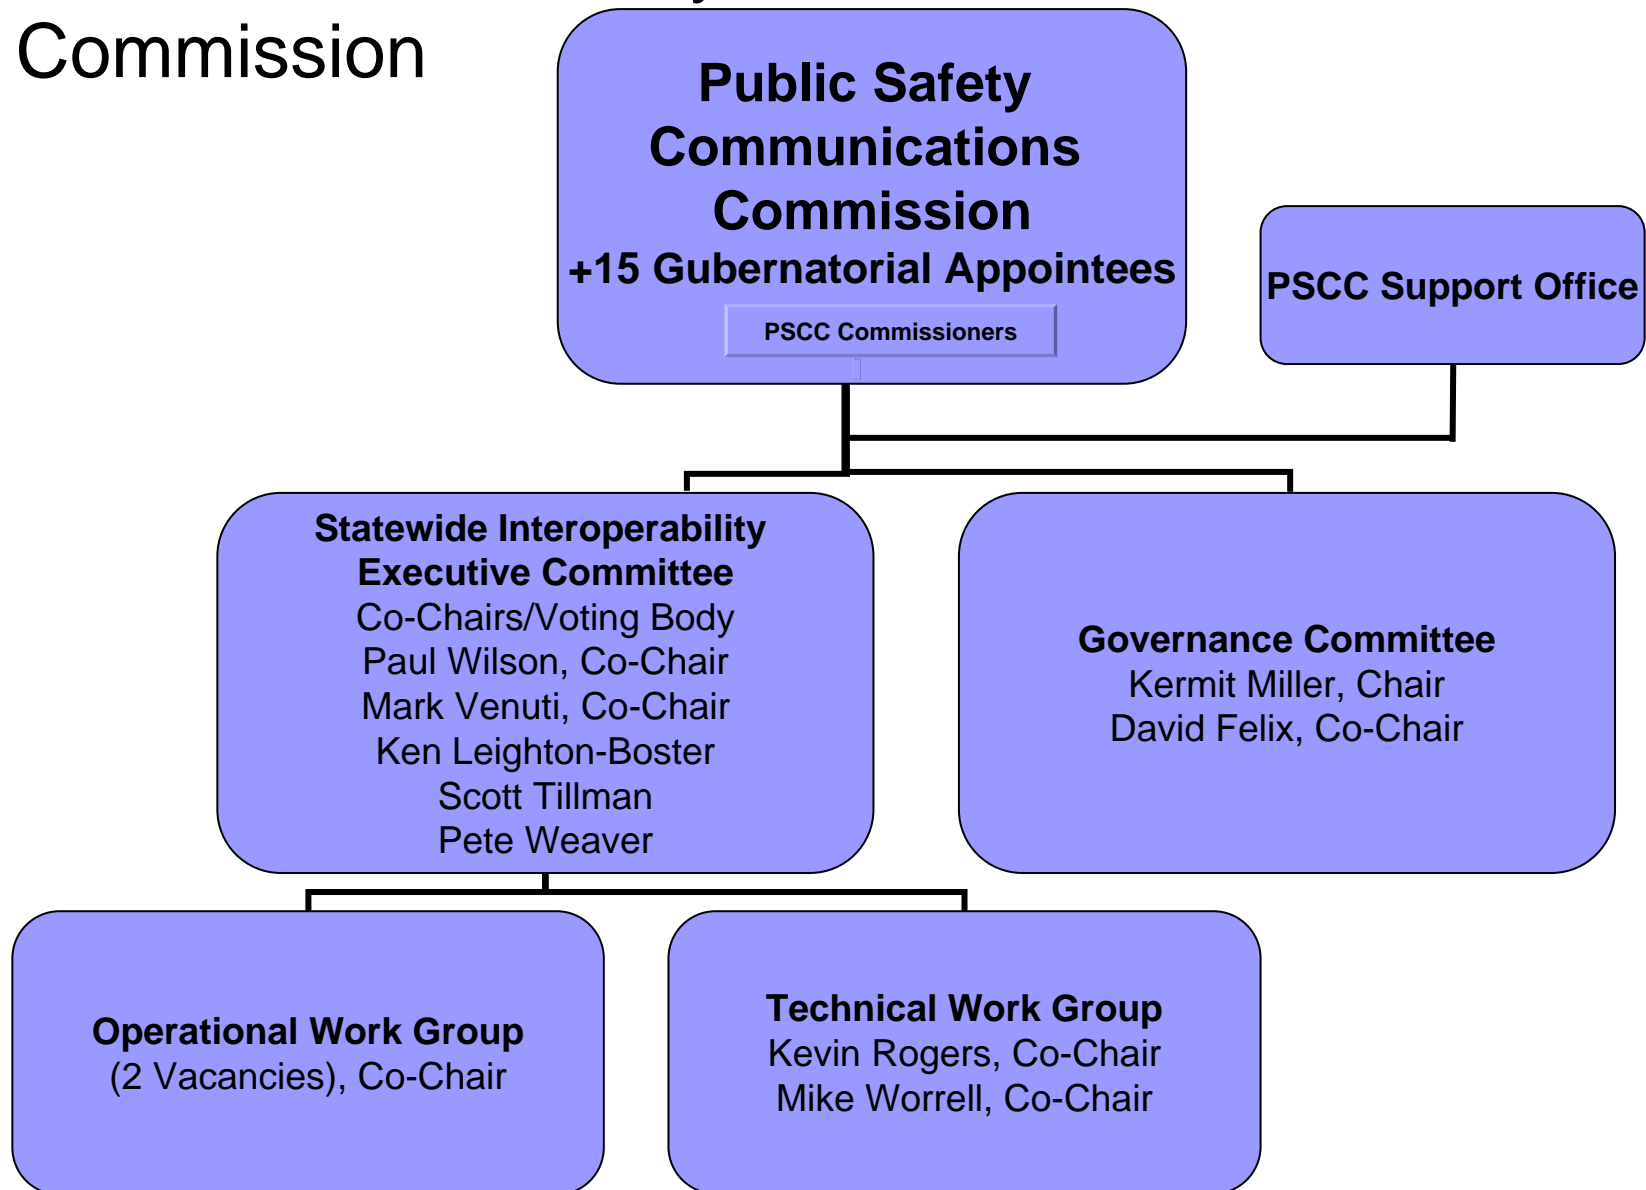 Commission
Public Safety
Communications
Commission
+15 Gubernatorial Appointees
PSCC Commissioners
PSCC Support Office
Statewide Interoperability
Executive Committee
Co-Chairs/Voting Body
Paul Wilson, Co-Chair
Mark Venuti, Co-Chair
Ken Leighton-Boster
Scott Tillman
Pete Weaver
Governance Committee
Kermit Miller, Chair
David Felix, Co-Chair
Operational Work Group
(2 Vacancies), Co-Chair
Technical Work Group
Kevin Rogers, Co-Chair
Mike Worrell, Co-Chair